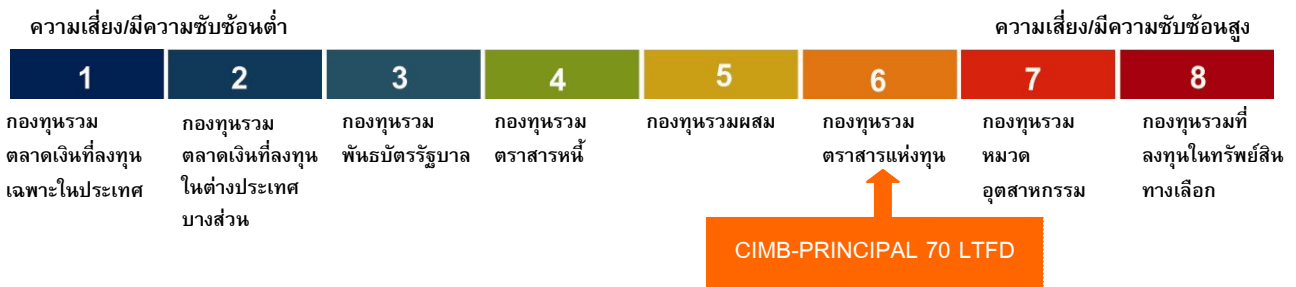 ความเสี่ยง/มีความซับซ้อนต่ำ
ความเสี่ยง/มีความซับซ้อนสูง
1 2 3 4 5 6 7 8
กองทุนรวม
ตลาดเงินที่ลงทุน
เฉพาะในประเทศ
กองทุนรวม
ตลาดเงินที่ลงทุน
ในต่างประเทศ
บางส่วน
กองทุนรวม
พันธบัตรรัฐบาล
กองทุนรวม
ตราสารหนี้
กองทุนรวมผสม
กองทุนรวม
ตราสารแห่งทุน
กองทุนรวม
หมวด
อุตสาหกรรม
กองทุนรวมที่
ลงทุนในทรัพย์สิน
ทางเลือก
CIMB-PRINCIPAL 70 LTFD